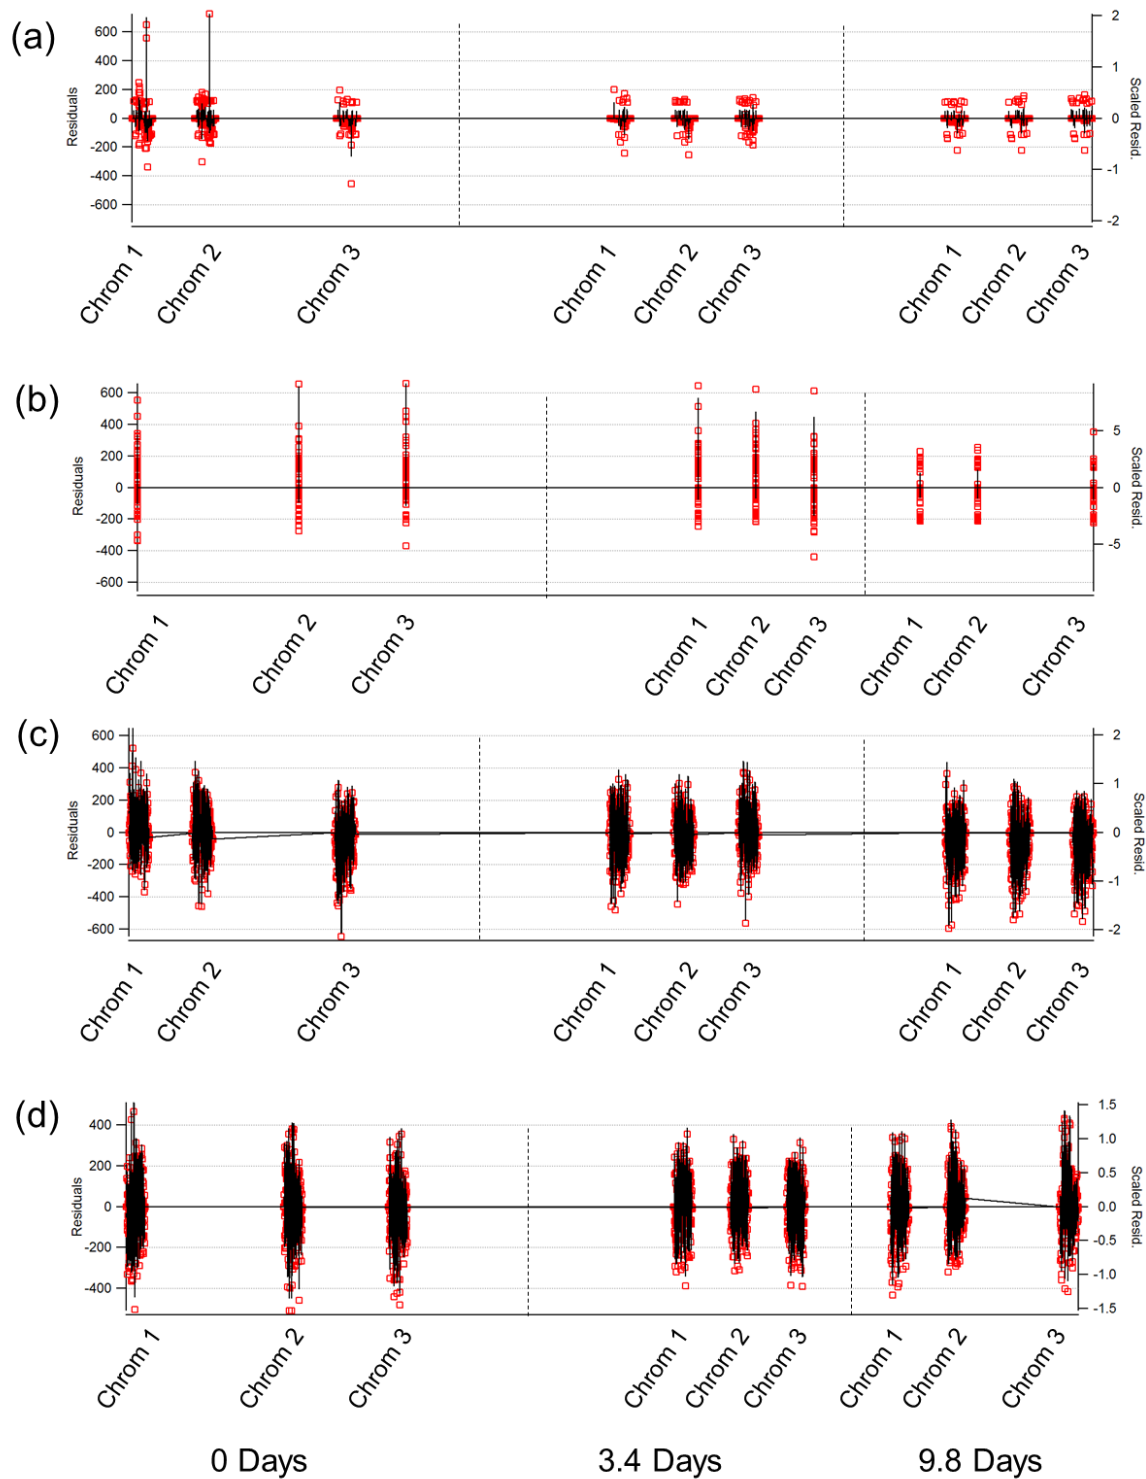 (a)
Residuals
600
400
200
0
-200
-400
-600
2
1
0
-1
-2
Scaled Resid.
Chrom 1
Chrom 2
Chrom 3
Chrom 1
Chrom 2
Chrom 3
Chrom 1
Chrom 2
Chrom 3
(b)
Residuals
600
400
200
0
-200
-400
-600
5
0
-5
Scaled Resid.
Chrom 1
Chrom 2
Chrom 3
Chrom 1
Chrom 2
Chrom 3
Chrom 1
Chrom 2
Chrom 3
(c)
Residuals
600
400
200
0
-200
-400
-600
2
1
0
-1
-2
Scaled Resid.
Chrom 1
Chrom 2
Chrom 3
Chrom 1
Chrom 2
Chrom 3
Chrom 1
Chrom 2
Chrom 3
(d)
Residuals
400
200
0
-200
-400
1.5
1.0
0.5
0.0
-0.5
-1.0
-1.5
Scaled Resid.
Chrom 1
Chrom 2
Chrom 3
Chrom 1
Chrom 2
Chrom 3
Chrom 1
Chrom 2
Chrom 3
0 Days
3.4 Days
9.8 Days